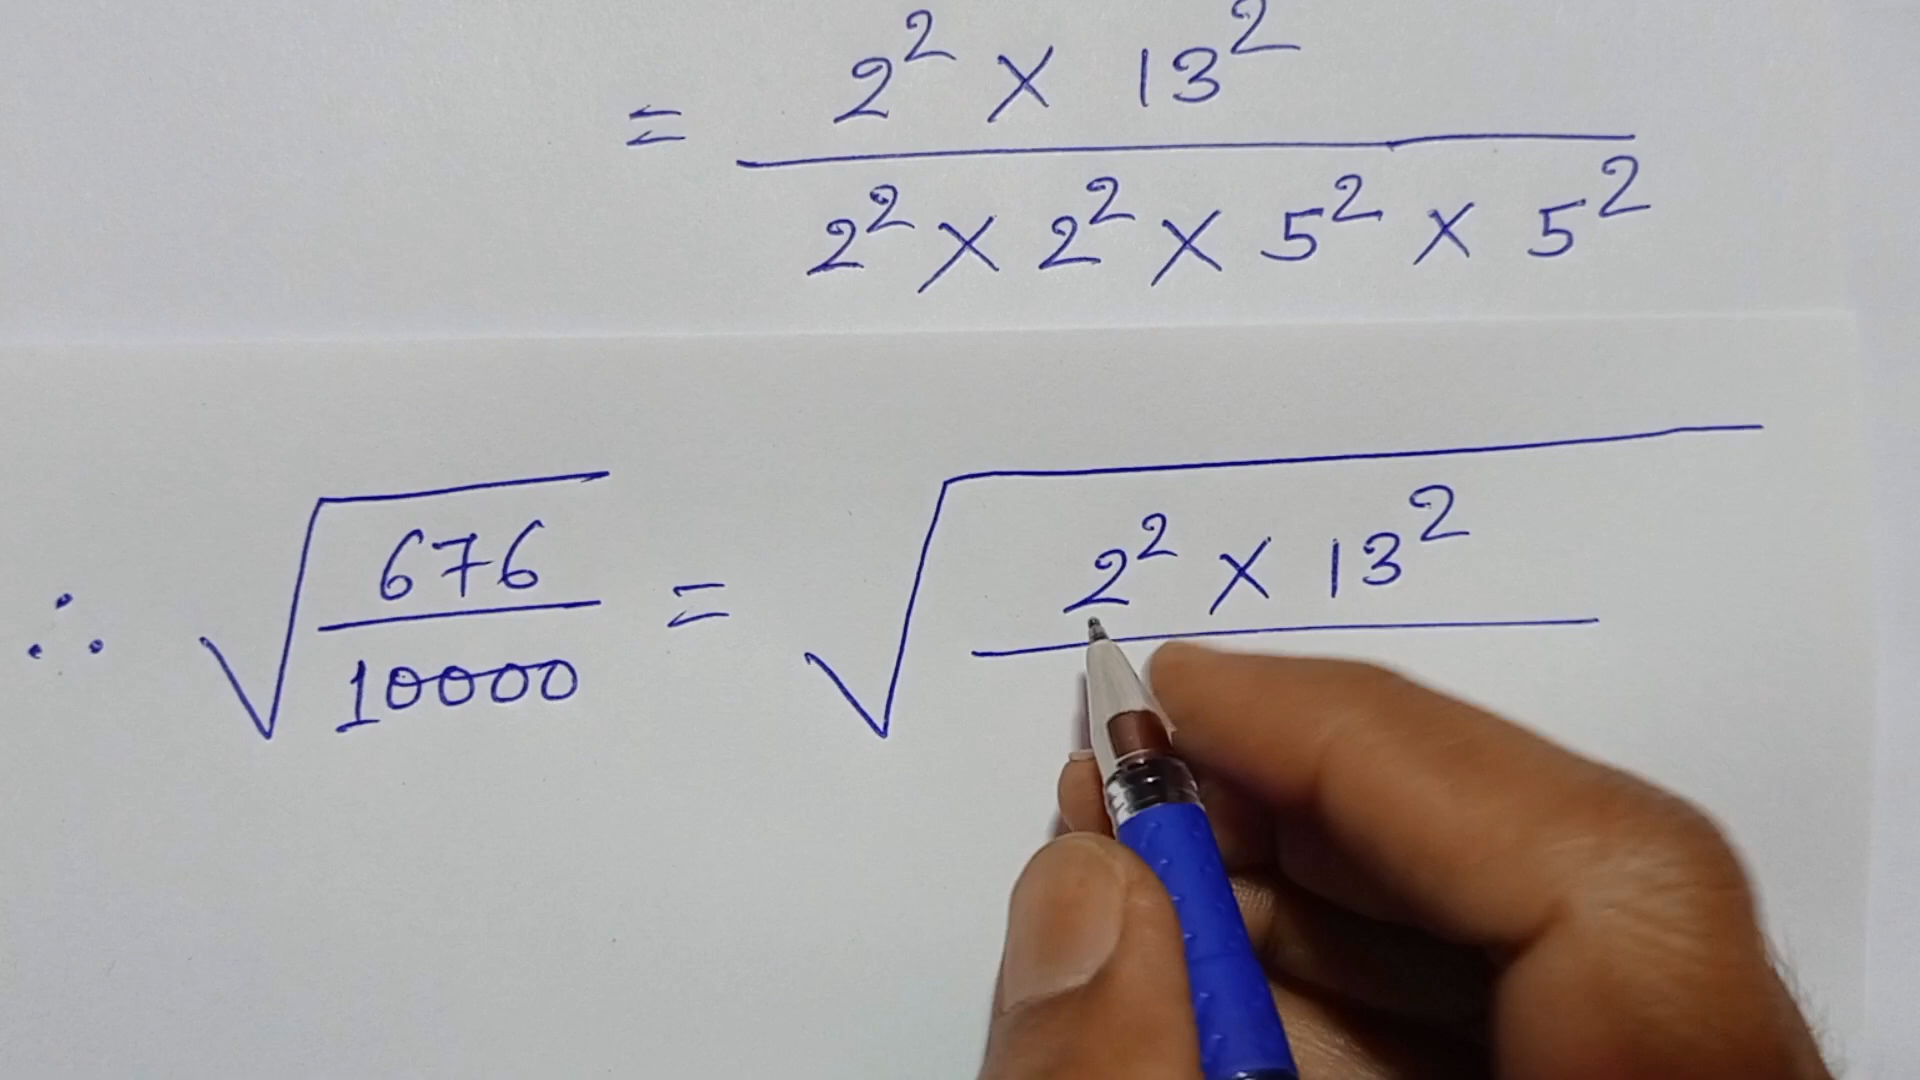 = 2² × 13²
2² × 2² × 5² × 5²
∴ √ 676 = √ 2² × 13²
10000